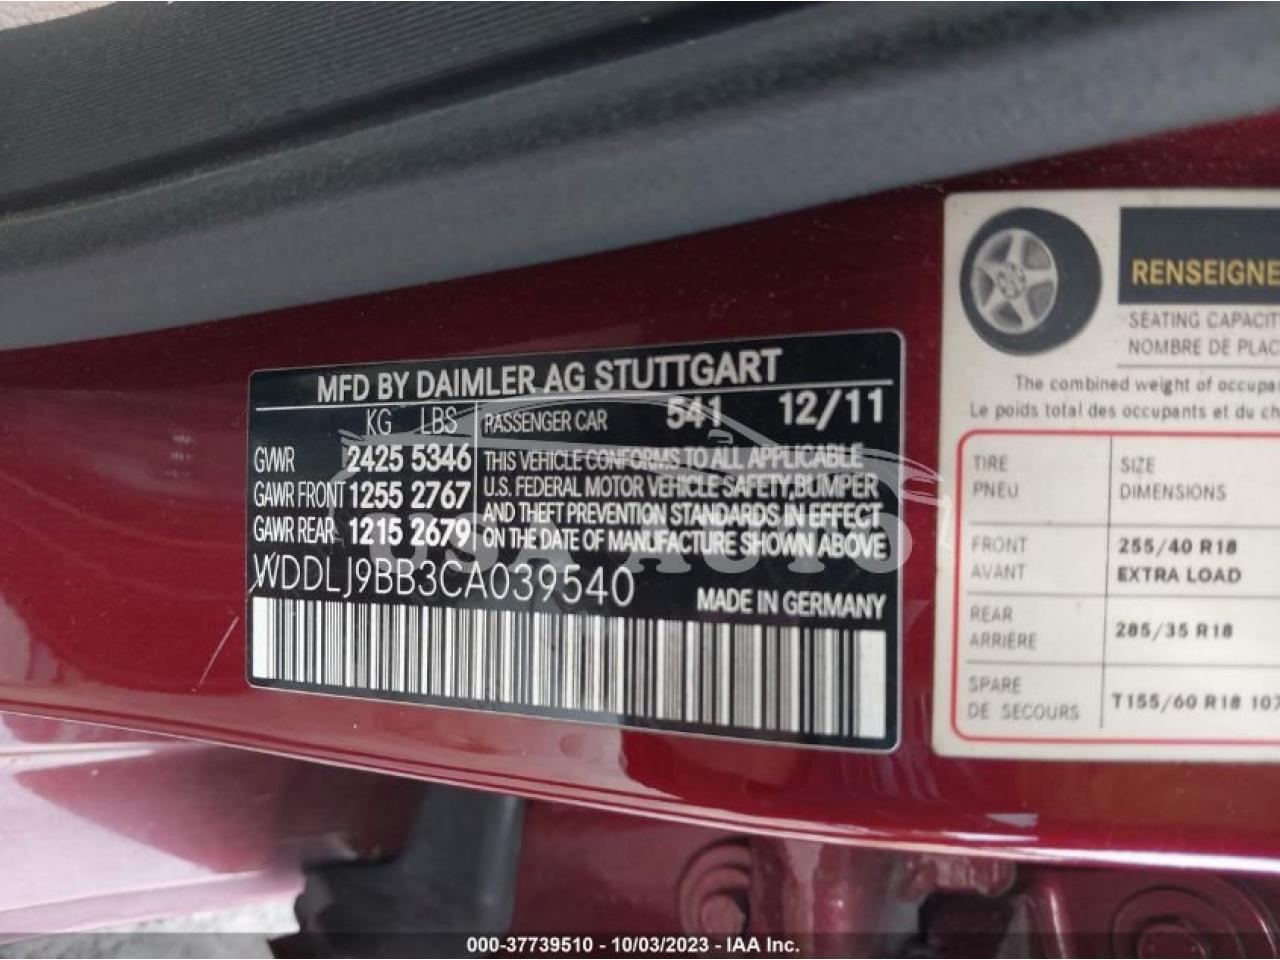 MFD BY DAIMLER AG STUTTGART
KG LBS PASSENGER CAR 541 12/11
GVWR 2425 5346
GAWR FRONT 1255 2767
GAWR REAR 1215 2679
THIS VEHICLE CONFORMS TO ALL APPLICABLE
U.S. FEDERAL MOTOR VEHICLE SAFETY,BUMPER
AND THEFT PREVENTION STANDARDS IN EFFECT
ON THE DATE OF MANUFACTURE SHOWN ABOVE
WDDLJ9BB3CA039540
MADE IN GERMANY
USA AUTO
RENSEIGNE
SEATING CAPACIT
NOMBRE DE PLAC
The combined weight of occupa
Le poids total des occupants et du ch
TIRE SIZE
PNEU DIMENSIONS
FRONT 255/40 R18
AVANT EXTRA LOAD
REAR 285/35 R18
ARRIÈRE
SPARE T155/60 R18 107
DE SECOURS
000-37739510 - 10/03/2023 - IAA Inc.